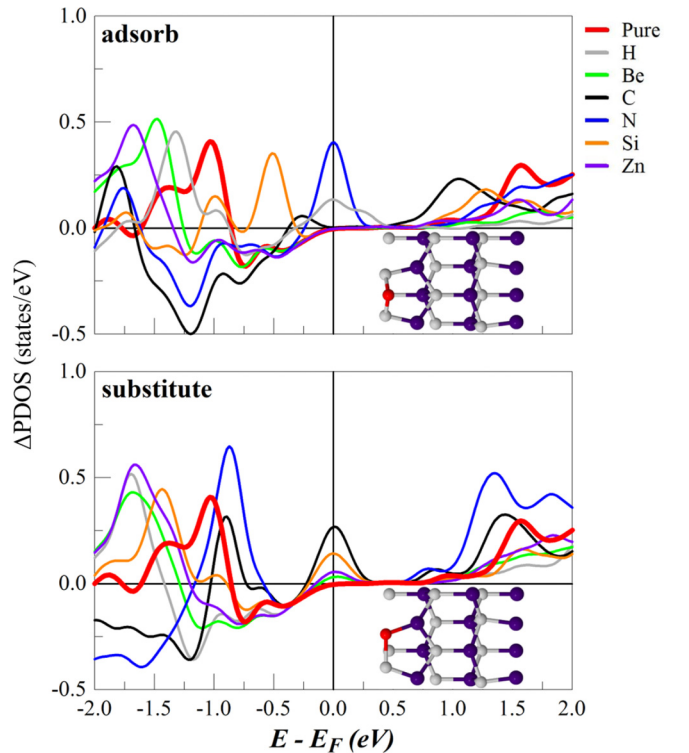 adsorb
1.0
0.5
0.0
-0.5
Pure
H
Be
C
N
Si
Zn
ΔPDOS (states/eV)
substitute
1.0
0.5
0.0
-0.5
-2.0 -1.5 -1.0 -0.5 0.0 0.5 1.0 1.5 2.0
E - E_F (eV)